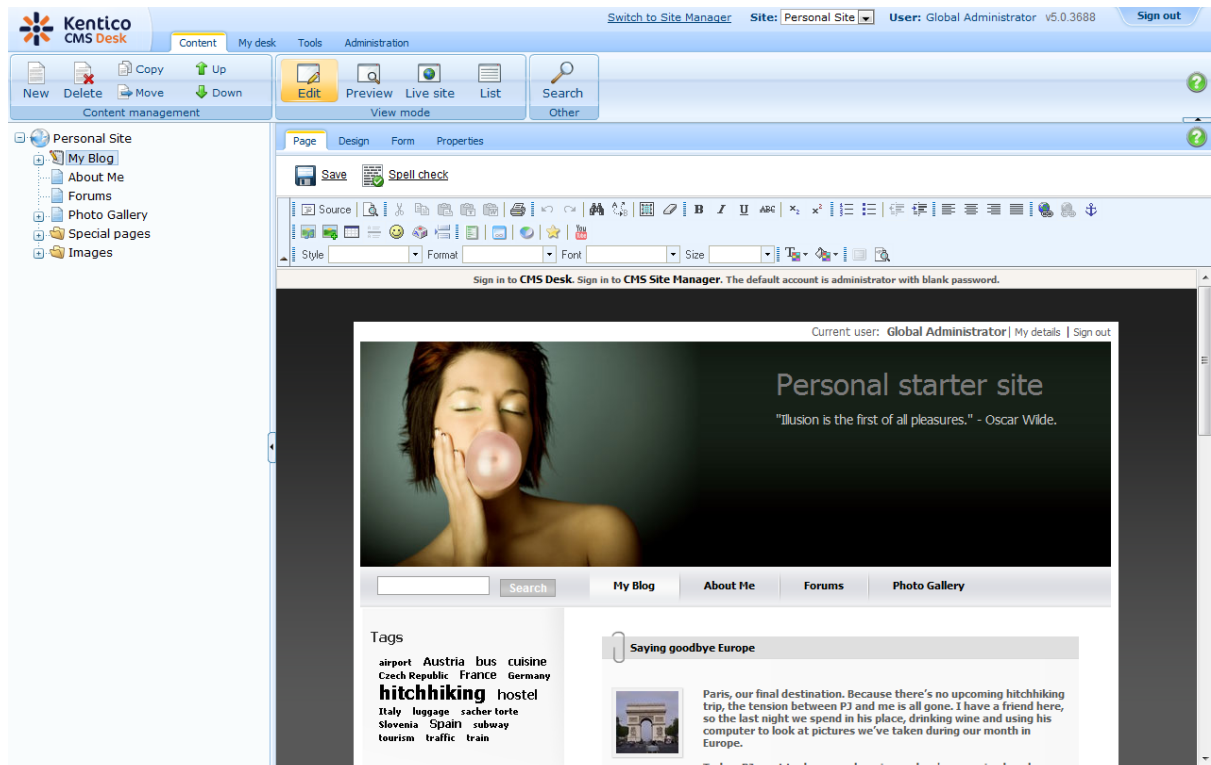 Kentico
CMS Desk
Switch to Site Manager Site: Personal Site User: Global Administrator v5.0.3688 Sign out
Content My desk Tools Administration
New Delete Copy Move Up Down
Content management
Edit Preview Live site List
View mode
Search
Other
Personal Site
My Blog
About Me
Forums
Photo Gallery
Special pages
Images
Page Design Form Properties
Save Spell check
Source B I U ABC x₂ x²
You Tube
Style Format Font Size
Sign in to CMS Desk. Sign in to CMS Site Manager. The default account is administrator with blank password.
Current user: Global Administrator| My details | Sign out
Personal starter site
"Illusion is the first of all pleasures." - Oscar Wilde.
Search My Blog About Me Forums Photo Gallery
Tags
airport Austria bus cuisine
Czech Republic France Germany
hitchhiking hostel
Italy luggage sacher torte
Slovenia Spain subway
tourism traffic train
Saying goodbye Europe
Paris, our final destination. Because there's no upcoming hitchhiking
trip, the tension between PJ and me is all gone. I have a friend here,
so the last night we spend in his place, drinking wine and using his
computer to look at pictures we've taken during our month in
Europe.